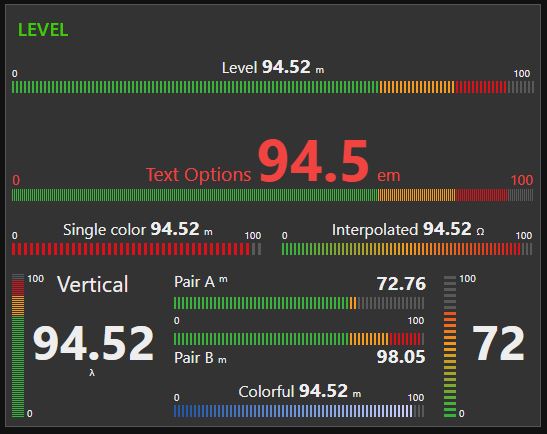 LEVEL
Level 94.52 m
0 100
Text Options 94.5 em
0 100
Single color 94.52 m
0 100
Interpolated 94.52 Ω
0 100
100
Vertical
94.52
λ
0
Pair A m 72.76
0 100
Pair B m 98.05
Colorful 94.52 m
0 100
100
72
0